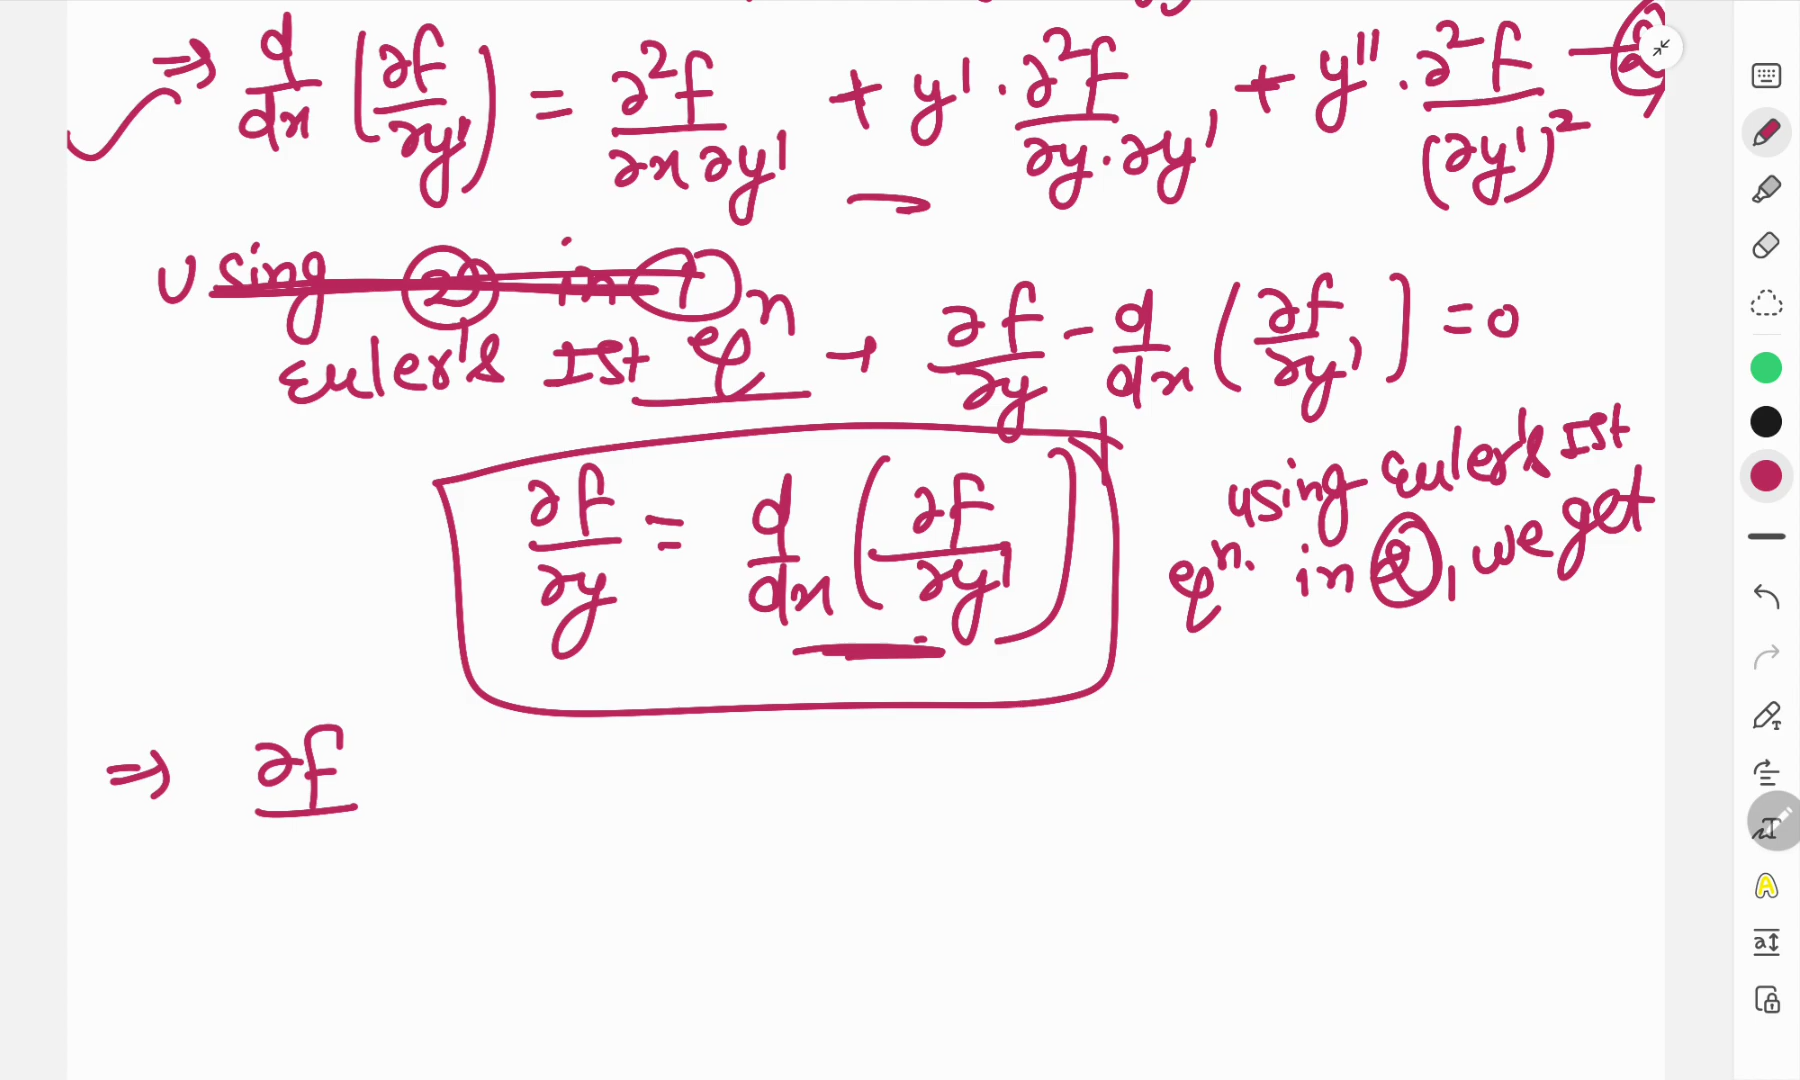 ⇒ d/dx (∂f/∂y') = ∂²f/∂x∂y' + y' · ∂²f/∂y·∂y' + y'' · ∂²f/(∂y')² — ②
Using ② in ①
Euler's Ist eqⁿ → ∂f/∂y - d/dx (∂f/∂y') = 0
∂f/∂y = d/dx (∂f/∂y')
using Euler's Ist
eqⁿ. in ②, we get
⇒ ∂f